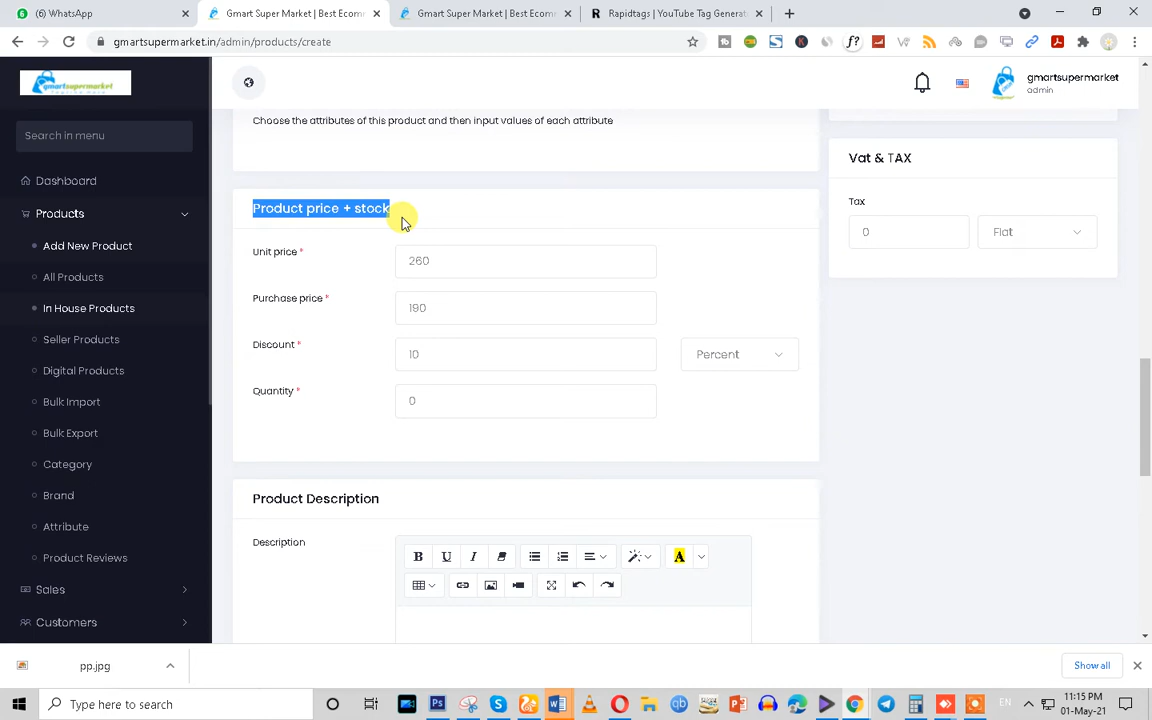 (1) WhatsApp
Gmart Super Market | Best Ecomm
Gmart Super Market | Best Ecomm
Rapidtags | YouTube Tag Generat
gmartsupermarket.in/admin/products/create
Search in menu
Dashboard
Products
Add New Product
All Products
In House Products
Seller Products
Digital Products
Bulk Import
Bulk Export
Category
Brand
Attribute
Product Reviews
Sales
Customers
gmartsupermarket
admin
Choose the attributes of this product and then input values of each attribute
Product price + stock
Unit price *
260
Purchase price *
190
Discount *
10
Percent
Quantity *
0
Product Description
Description
B U I
A
Vat & TAX
Tax
0
Flat
pp.jpg
Show all
Type here to search
EN
11:15 PM
01-May-21